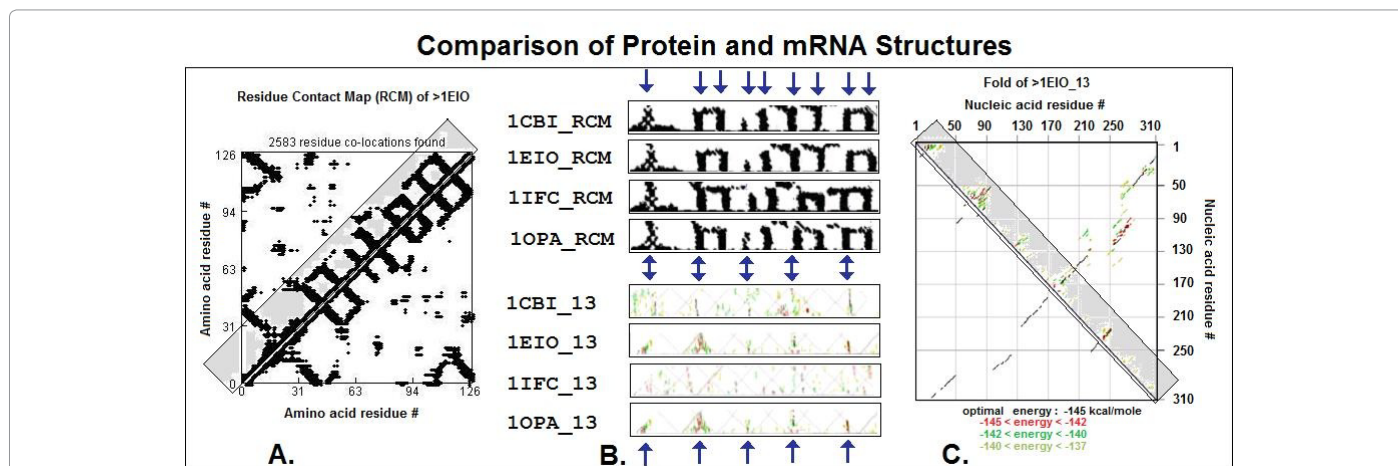 Comparison of Protein and mRNA Structures
Residue Contact Map (RCM) of >1EIO
2583 residue co-locations found
Amino acid residue #
126
94
63
31
0
0 31 63 94 126
Amino acid residue #
A.
1CBI_RCM
1EIO_RCM
1IFC_RCM
1OPA_RCM
1CBI_13
1EIO_13
1IFC_13
1OPA_13
B.
Fold of >1EIO_13
Nucleic acid residue #
1 50 90 130 170 210 250 310
1
50
90
130
170
210
250
310
Nucleic acid residue #
optimal energy : -145 kcal/mole
-145 < energy < -142
-142 < energy < -140
-140 < energy < -137
C.